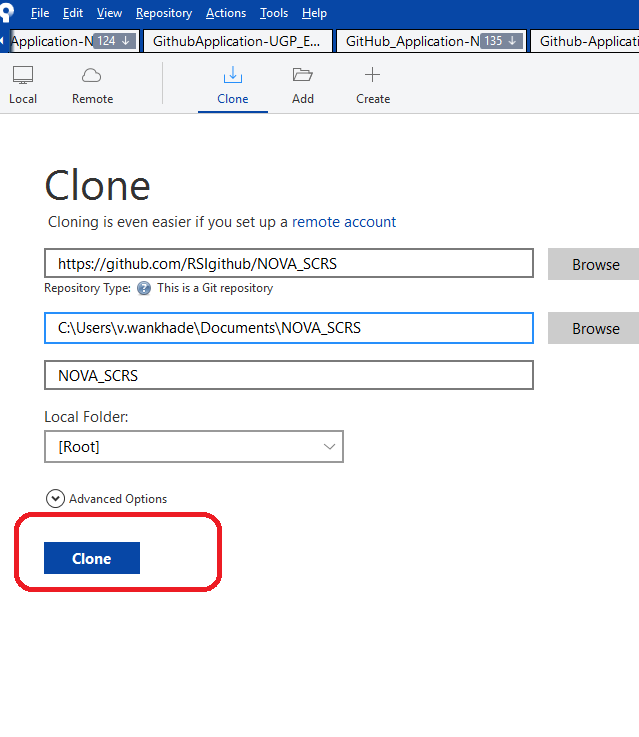 File Edit View Repository Actions Tools Help
Application-N 124 ↓ GithubApplication-UGP_E... GitHub_Application-N 135 ↓ Github-Applicati
Local Remote Clone Add Create
Clone
Cloning is even easier if you set up a remote account
https://github.com/RSIgithub/NOVA_SCRS Browse
Repository Type: ? This is a Git repository
C:\Users\v.wankhade\Documents\NOVA_SCRS Browse
NOVA_SCRS
Local Folder:
[Root]
Advanced Options
Clone